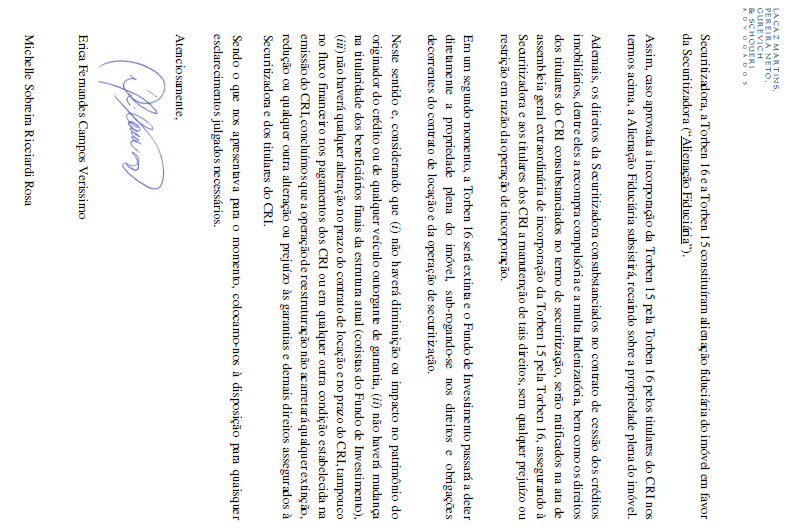 LACAZ MARTINS,
PEREIRA NETO,
GUREVICH
& SCHOUERI
ADVOGADOS
Securitizadora, a Torben 16 e a Torben 15 constituíram alienação fiduciária do imóvel em favor
da Securitizadora (“Alienação Fiduciária”).
Assim, caso aprovada a incorporação da Torben 15 pela Torben 16 pelos titulares do CRI nos
termos acima, a Alienação Fiduciária subsistirá, recaindo sobre a propriedade plena do imóvel.
Ademais, os direitos da Securitizadora consubstanciados no contrato de cessão dos créditos
imobiliários, dentre eles a recompra compulsória e a multa Indenizatória, bem como os direitos
dos titulares do CRI consubstanciados no termo de securitização, serão ratificados na ata de
assembleia geral extraordinária de incorporação da Torben 15 pela Torben 16, assegurando à
Securitizadora e aos titulares dos CRI a manutenção de tais direitos, sem qualquer prejuízo ou
restrição em razão da operação de incorporação.
Em um segundo momento, a Torben 16 será extinta e o Fundo de Investimento passará a deter
diretamente a propriedade plena do imóvel, sub-rogando-se nos direitos e obrigações
decorrentes do contrato de locação e da operação de securitização.
Neste sentido e, considerando que (i) não haverá diminuição ou impacto no patrimônio do
originador do crédito ou de qualquer veículo outorgante de garantia, (ii) não haverá mudança
na titularidade dos beneficiários finais da estrutura atual (cotistas do Fundo de Investimento),
(iii) não haverá qualquer alteração no prazo do contrato de locação e no prazo do CRI, tampouco
no fluxo financeiro nos pagamentos dos CRI ou em qualquer outra condição estabelecida na
emissão do CRI, concluímos que a operação de reestruturação não acarretará qualquer extinção,
redução ou qualquer outra alteração ou prejuízo às garantias e demais direitos assegurados à
Securitizadora e dos titulares do CRI.
Sendo o que nos apresentava para o momento, colocamo-nos à disposição para quaisquer
esclarecimentos julgados necessários.
Atenciosamente,
Erica Fernandes Campos Verissimo
Michelle Sobreira Ricciardi Rosa